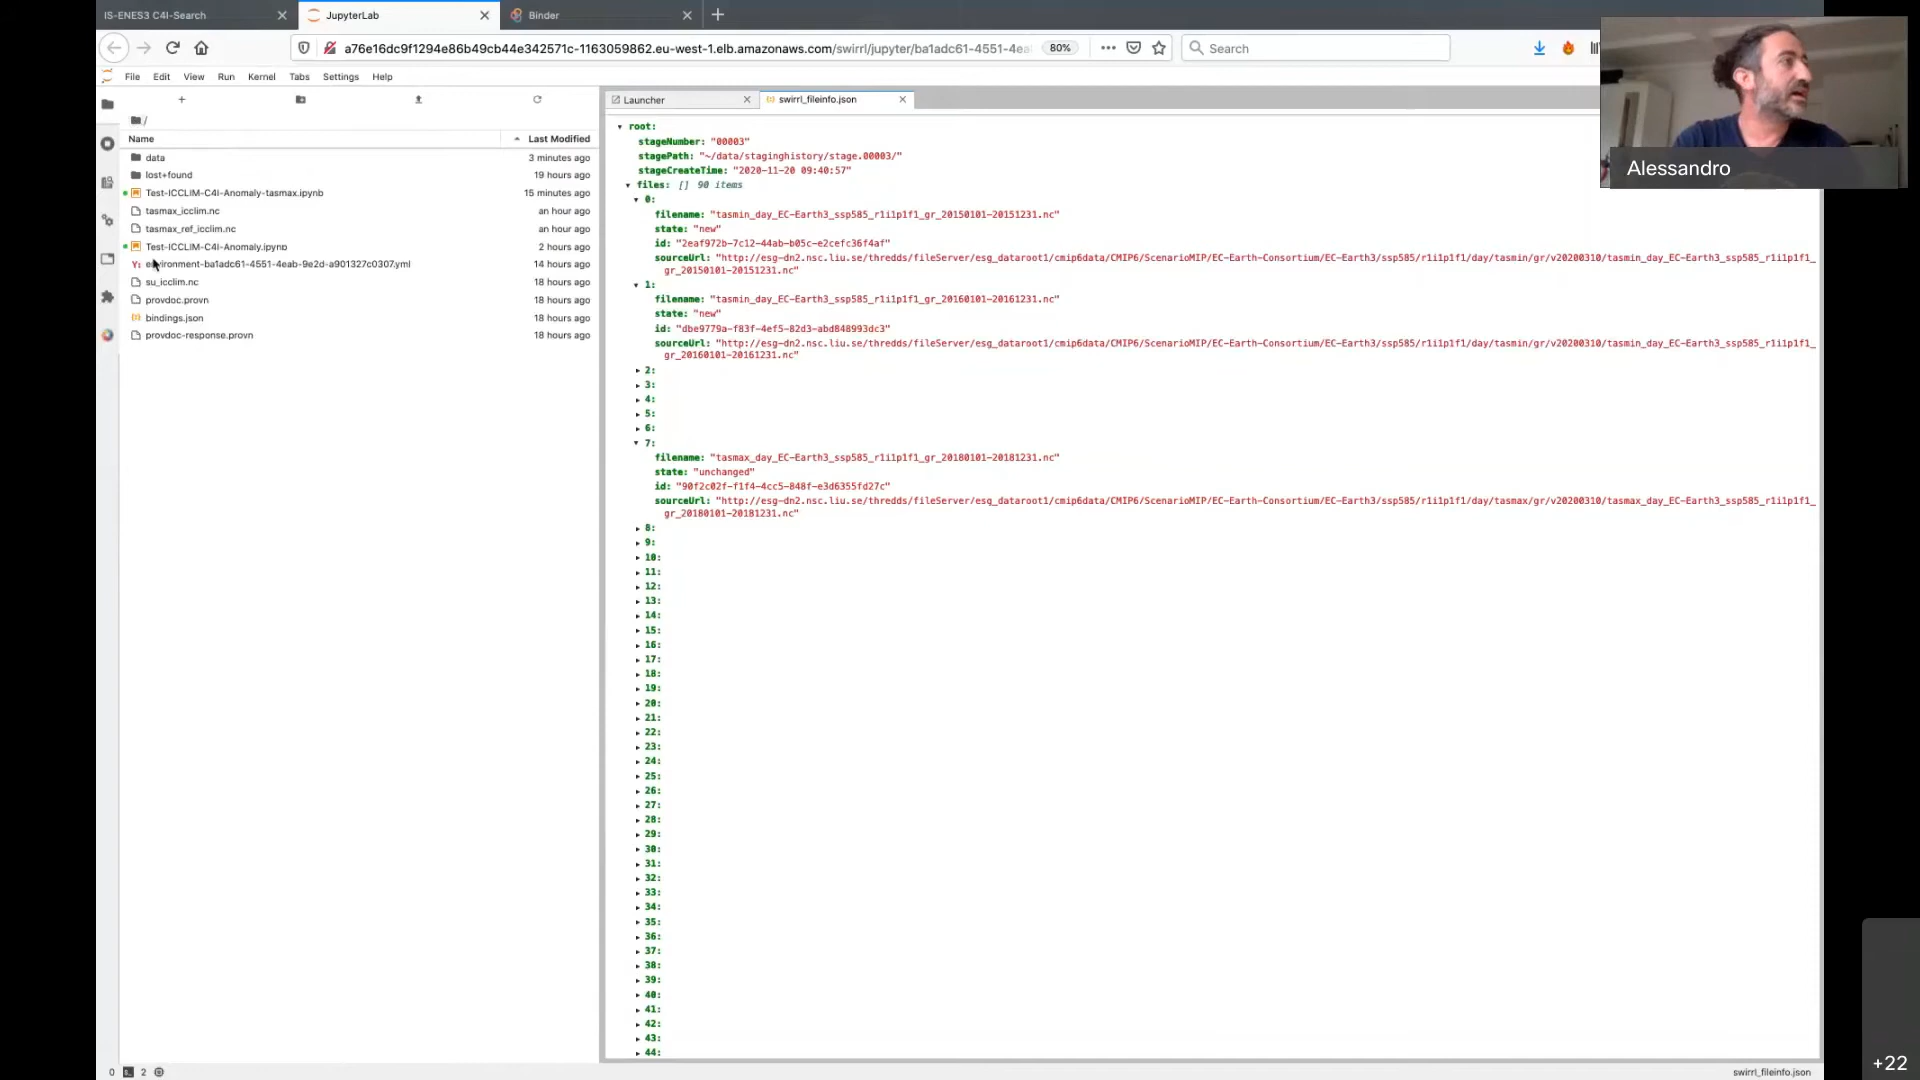 IS-ENES3 C4I-Search
JupyterLab
Binder
a76e16dc9f1294e86b49cb44e342571c-1163059862.eu-west-1.elb.amazonaws.com/swirrl/jupyter/ba1adc61-4551-4ea
80%
Search
File Edit View Run Kernel Tabs Settings Help
/
Name Last Modified
data 3 minutes ago
lost+found 19 hours ago
Test-ICCLIM-C4I-Anomaly-tasmax.ipynb 15 minutes ago
tasmax_icclim.nc an hour ago
tasmax_ref_icclim.nc an hour ago
Test-ICCLIM-C4I-Anomaly.ipynb 2 hours ago
environment-ba1adc61-4551-4eab-9e2d-a901327c0307.yml 14 hours ago
su_icclim.nc 18 hours ago
provdoc.provn 18 hours ago
bindings.json 18 hours ago
provdoc-response.provn 18 hours ago
Launcher
swirrl_fileinfo.json
root:
stageNumber: "00003"
stagePath: "~/data/staginghistory/stage.00003/"
stageCreateTime: "2020-11-20 09:40:57"
files: [] 90 items
0:
filename: "tasmin_day_EC-Earth3_ssp585_r1i1p1f1_gr_20150101-20151231.nc"
state: "new"
id: "2eaf972b-7c12-44ab-b05c-e2cefc36f4af"
sourceUrl: "http://esg-dn2.nsc.liu.se/thredds/fileServer/esg_dataroot1/cmip6data/CMIP6/ScenarioMIP/EC-Earth-Consortium/EC-Earth3/ssp585/r1i1p1f1/day/tasmin/gr/v20200310/tasmin_day_EC-Earth3_ssp585_r1i1p1f1_
gr_20150101-20151231.nc"
1:
filename: "tasmin_day_EC-Earth3_ssp585_r1i1p1f1_gr_20160101-20161231.nc"
state: "new"
id: "dbe9779a-f83f-4ef5-82d3-abd848993dc3"
sourceUrl: "http://esg-dn2.nsc.liu.se/thredds/fileServer/esg_dataroot1/cmip6data/CMIP6/ScenarioMIP/EC-Earth-Consortium/EC-Earth3/ssp585/r1i1p1f1/day/tasmin/gr/v20200310/tasmin_day_EC-Earth3_ssp585_r1i1p1f1_
gr_20160101-20161231.nc"
2:
3:
4:
5:
6:
7:
filename: "tasmax_day_EC-Earth3_ssp585_r1i1p1f1_gr_20180101-20181231.nc"
state: "unchanged"
id: "90f2c02f-f1f4-4cc5-848f-e3d6355fd27c"
sourceUrl: "http://esg-dn2.nsc.liu.se/thredds/fileServer/esg_dataroot1/cmip6data/CMIP6/ScenarioMIP/EC-Earth-Consortium/EC-Earth3/ssp585/r1i1p1f1/day/tasmax/gr/v20200310/tasmax_day_EC-Earth3_ssp585_r1i1p1f1_
gr_20180101-20181231.nc"
8:
9:
10:
11:
12:
13:
14:
15:
16:
17:
18:
19:
20:
21:
22:
23:
24:
25:
26:
27:
28:
29:
30:
31:
32:
33:
34:
35:
36:
37:
38:
39:
40:
41:
42:
43:
44:
0 2
swirrl_fileinfo.json
Alessandro
+22